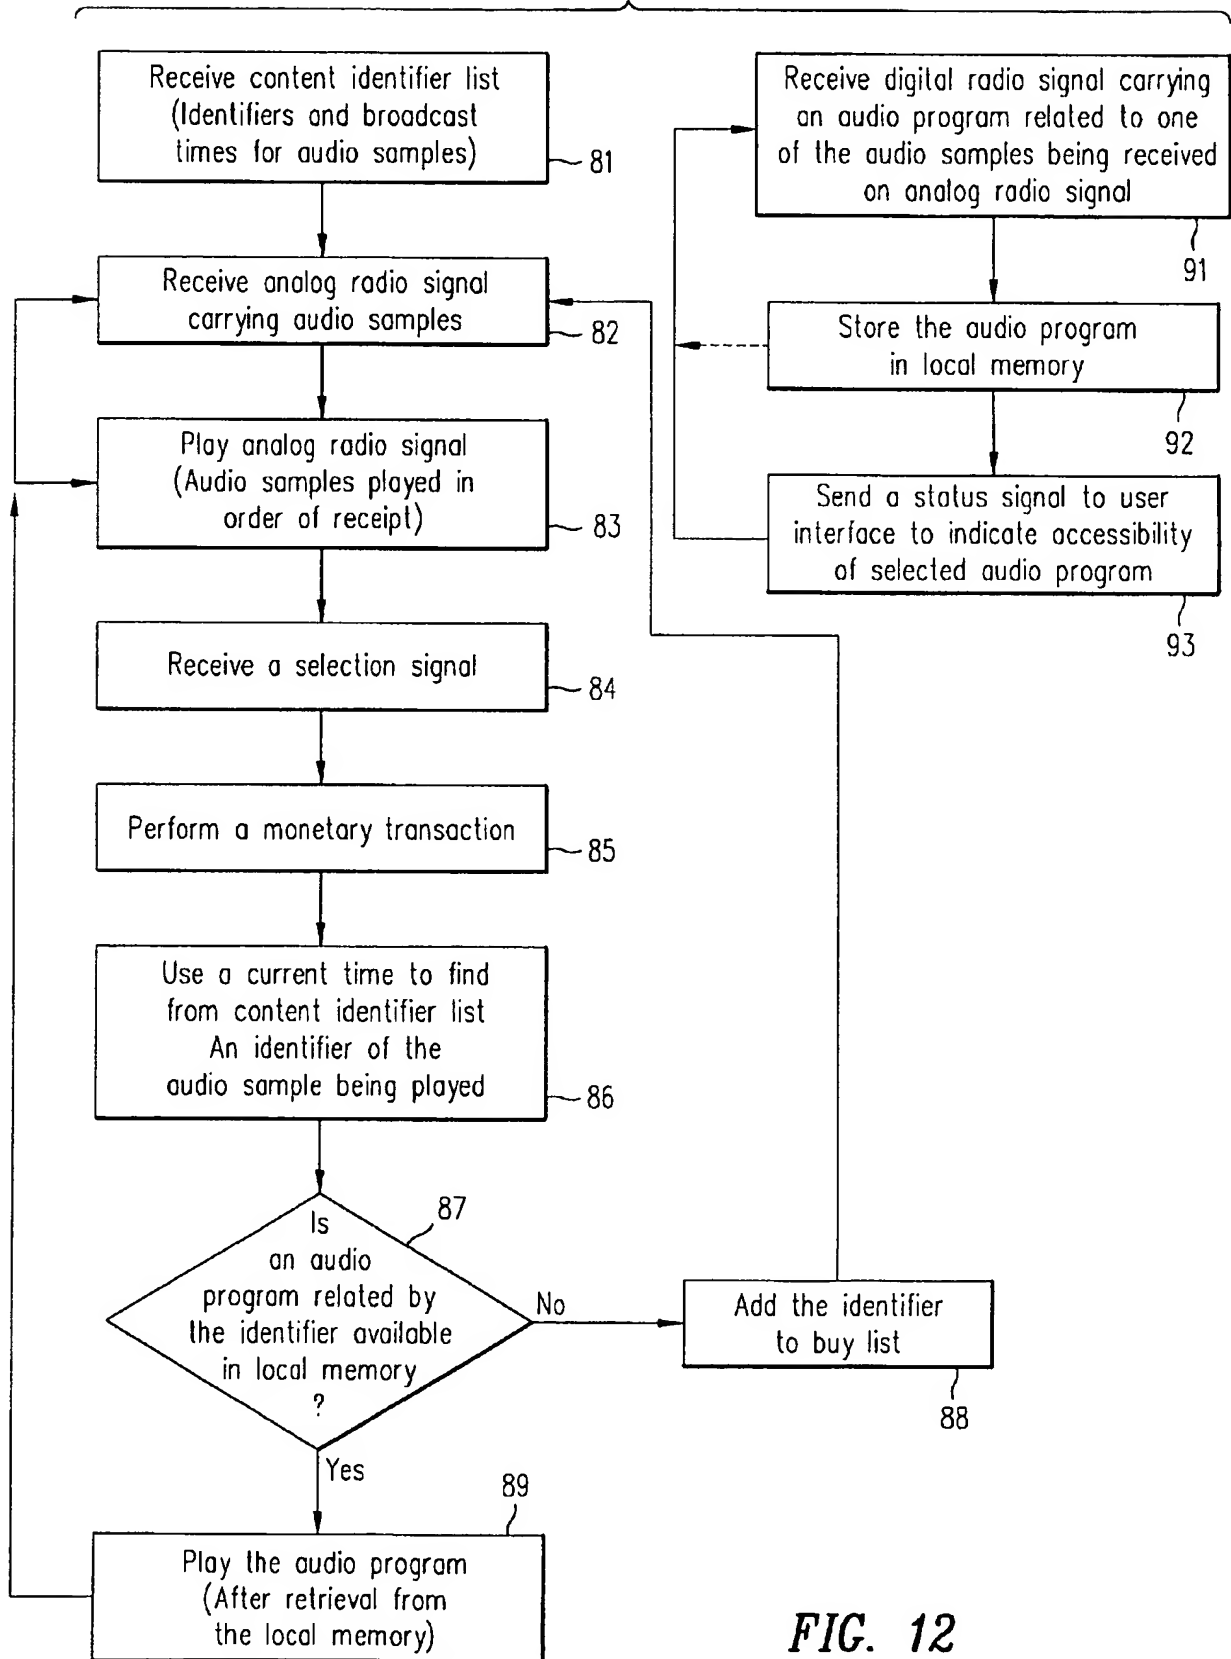 Receive content identifier list
(Identifiers and broadcast
times for audio samples)
81
Receive analog radio signal
carrying audio samples
82
Play analog radio signal
(Audio samples played in
order of receipt)
83
Receive a selection signal
84
Perform a monetary transaction
85
Use a current time to find
from content identifier list
An identifier of the
audio sample being played
86
87
Is
an audio
program related by
the identifier available
in local memory
?
No
Yes
Add the identifier
to buy list
88
89
Play the audio program
(After retrieval from
the local memory)
Receive digital radio signal carrying
an audio program related to one
of the audio samples being received
on analog radio signal
91
Store the audio program
in local memory
92
Send a status signal to user
interface to indicate accessibility
of selected audio program
93
FIG. 12